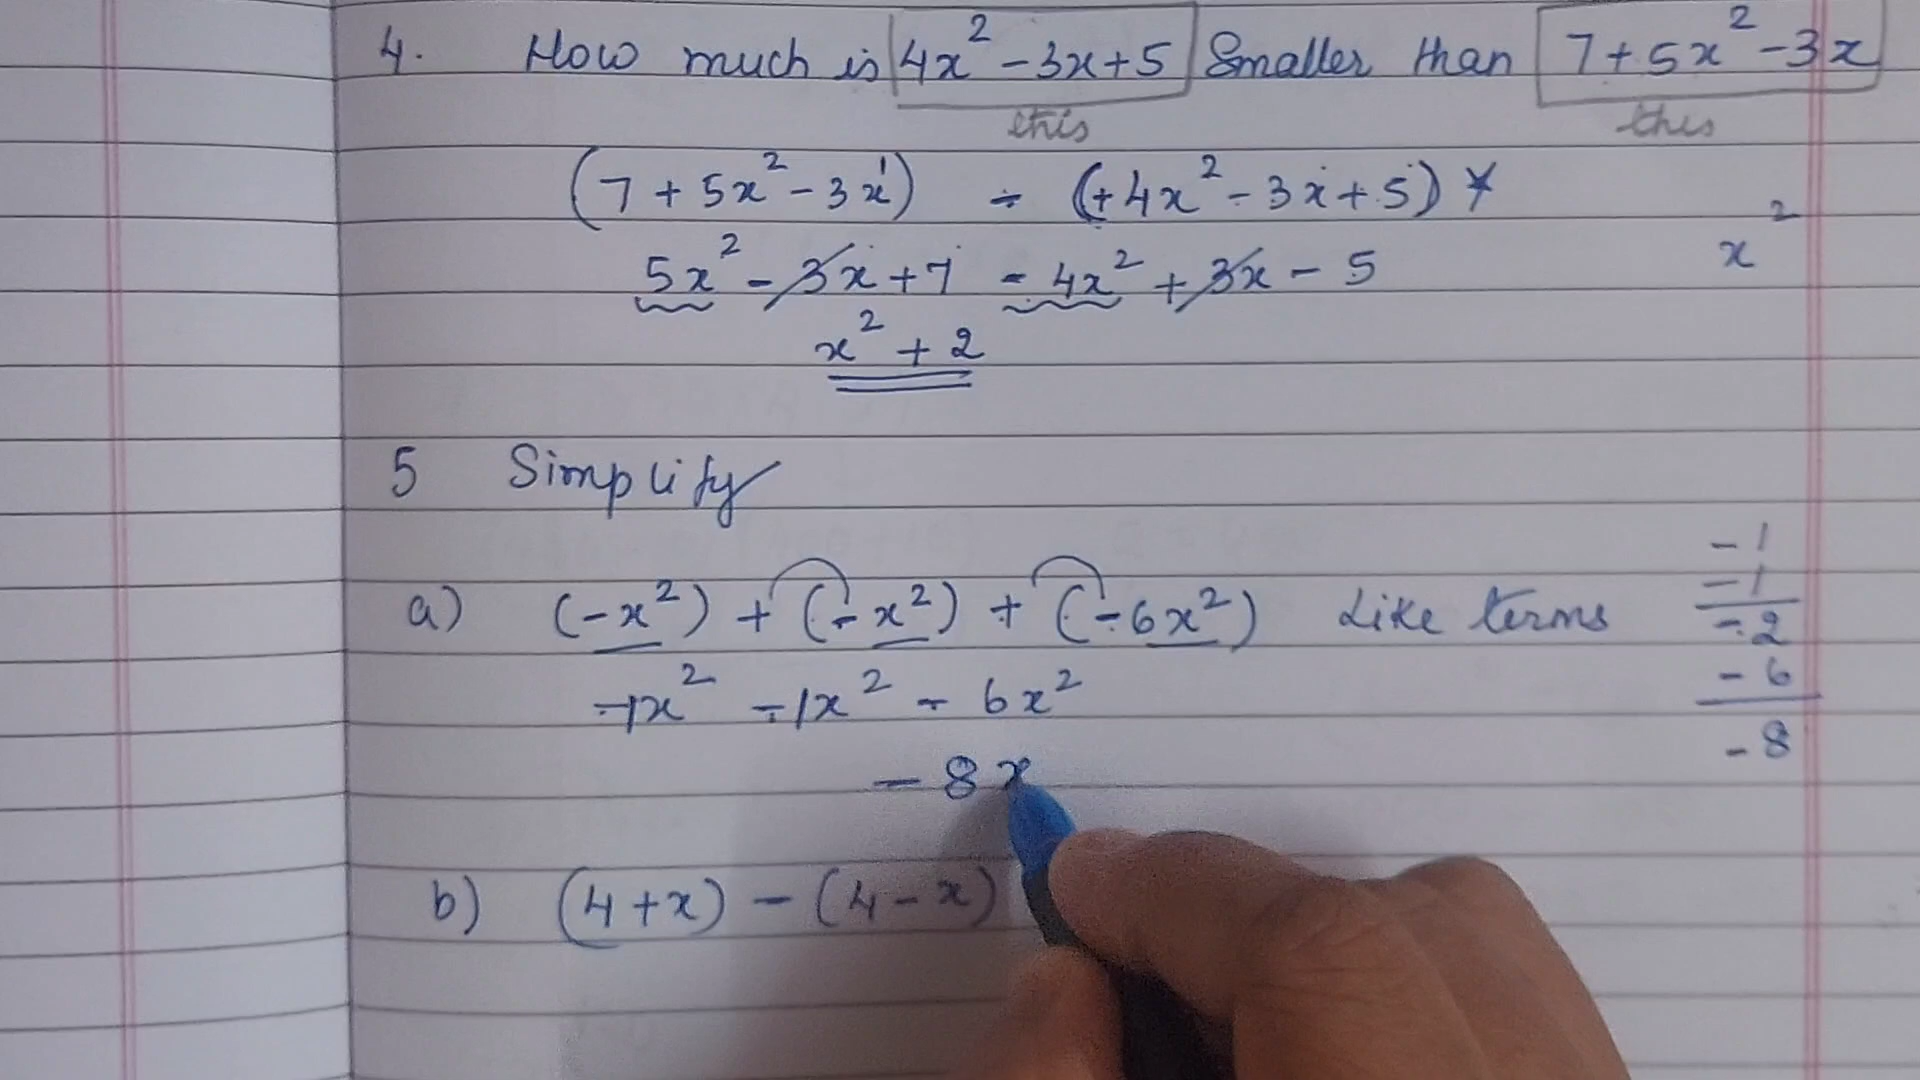 4. How much is 4x² - 3x + 5 Smaller than 7 + 5x² - 3x
this this
(7 + 5x² - 3x¹) - (+4x² - 3x + 5)
5x² - 3x + 7 - 4x² + 3x - 5
x²
x² + 2
5 Simplify
a) (-x²) + (-x²) + (-6x²) Like terms
-1x² - 1x² - 6x²
- 8x
-1
-1
-2
-6
-8
b) (4 + x) - (4 - x)